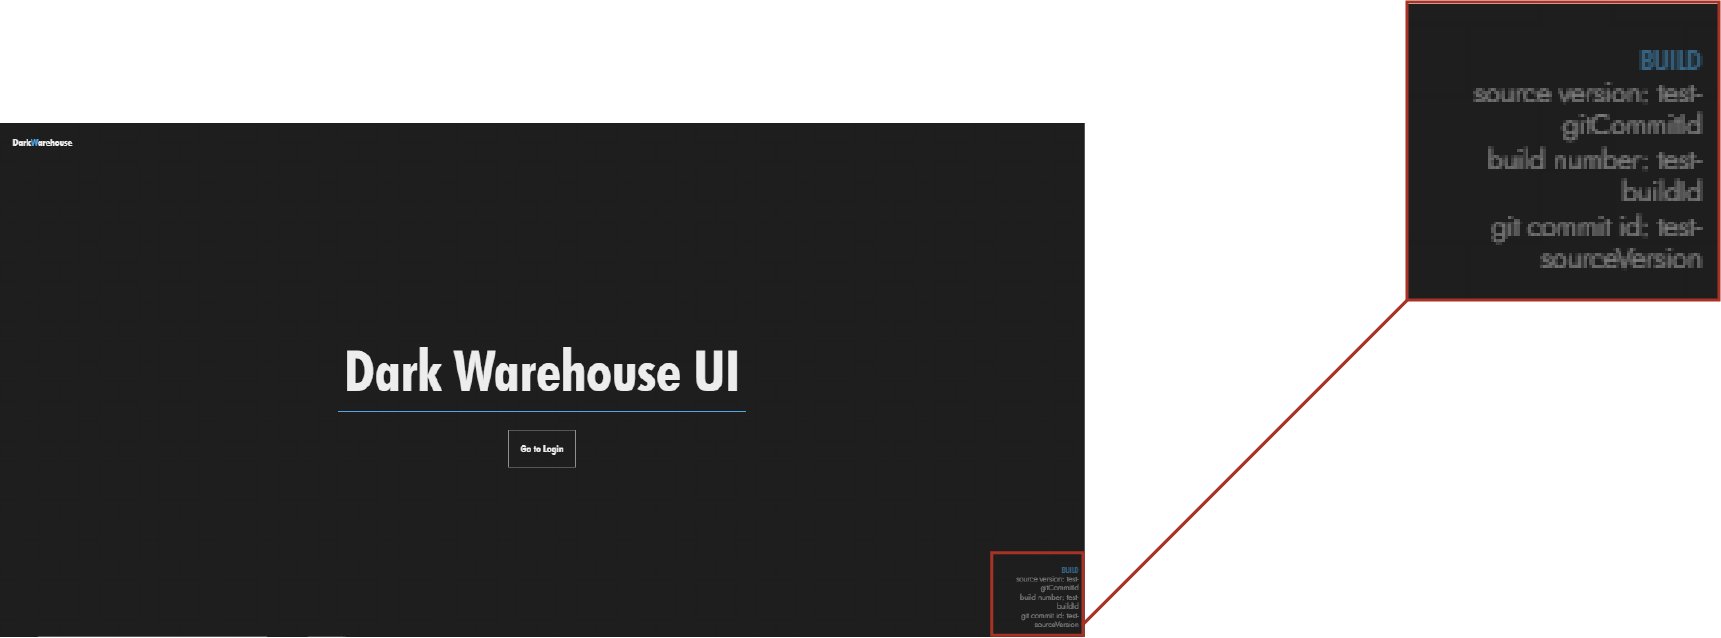 DarkWarehouse
Dark Warehouse UI
Go to Login
BUILD
source version: test-
gitCommitId
build number: test-
buildId
git commit id: test-
sourceVersion
BUILD
source version: test-
gitCommitId
build number: test-
buildId
git commit id: test-
sourceVersion